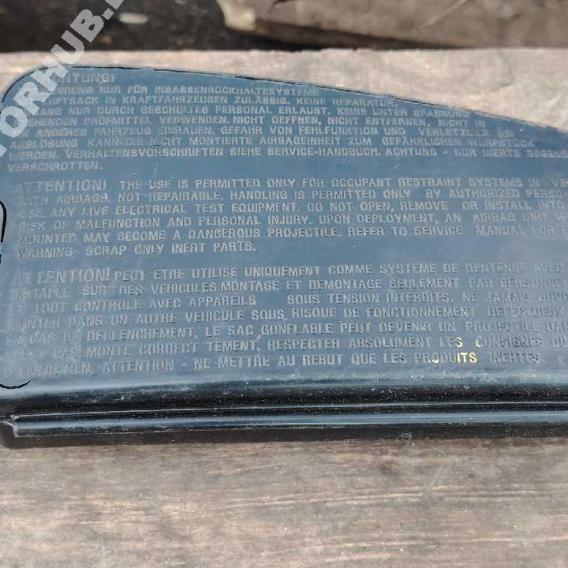 ACHTUNG!
NUR FÜR INSASSENRÜCKHALTESYSTEME
LUFTSACK IN KRAFTFAHRZEUGEN ZULÄSSIG, KEINE REPARATUR,
NUR DURCH GESCHULTES PERSONAL ERLAUBT. KEINE UNTER SPANNUNG
STEHENDEN PRÜFMITTEL VERWENDEN. NICHT OEFFNEN, NICHT ENTFERNEN, NICHT IN
ANDERES FAHRZEUG EINBAUEN, GEFAHR VON FEHLFUNKTION UND VERLETZUNG. BEI
AUSLÖSUNG KANN DIE NICHT MONTIERTE AIRBAGEINHEIT ZUM GEFÄHRLICHEN WURFSTÜCK
WERDEN. VERHALTENSVORSCHRIFTEN SIEHE SERVICE-HANDBUCH. ACHTUNG - NUR
VERSCHROTTEN.
ATTENTION! THE USE IS PERMITTED ONLY FOR OCCUPANT RESTRAINT SYSTEMS IN
WITH AIRBAGS. NOT REPAIRABLE. HANDLING IS PERMITTED ONLY BY AUTHORIZED
USE ANY LIVE ELECTRICAL TEST EQUIPMENT. DO NOT OPEN, REMOVE OR INSTALL INTO
RISK OF MALFUNCTION AND PERSONAL INJURY. UPON DEPLOYMENT, AN AIRBAG UNIT
MOUNTED MAY BECOME A DANGEROUS PROJECTILE. REFER TO SERVICE MANUAL FOR
WARNING- SCRAP ONLY INERT PARTS.
ATTENTION! PEUT ETRE UTILISE UNIQUEMENT COMME SYSTEME DE RETENUE AVEC
SUR DES VEHICULES. MONTAGE ET DEMONTAGE SEULEMENT PAR
TOUT CONTROLE AVEC APPAREILS SOUS TENSION INTERDITS. NE JAMAIS
MONTER DANS UN AUTRE VEHICULE SOUS RISQUE DE FONCTIONNEMENT DEFECTUEUX
CAS DE DECLENCHEMENT, LE SAC GONFLABLE PEUT DEVENIR UN PROJECTILE
EST PAS MONTE CORRECT TEMENT, RESPECTER ABSOLUMENT LES CONSIGNES DU
ENTRETIEN. ATTENTION - NE METTRE AU REBUT QUE LES PRODUITS INERTES.